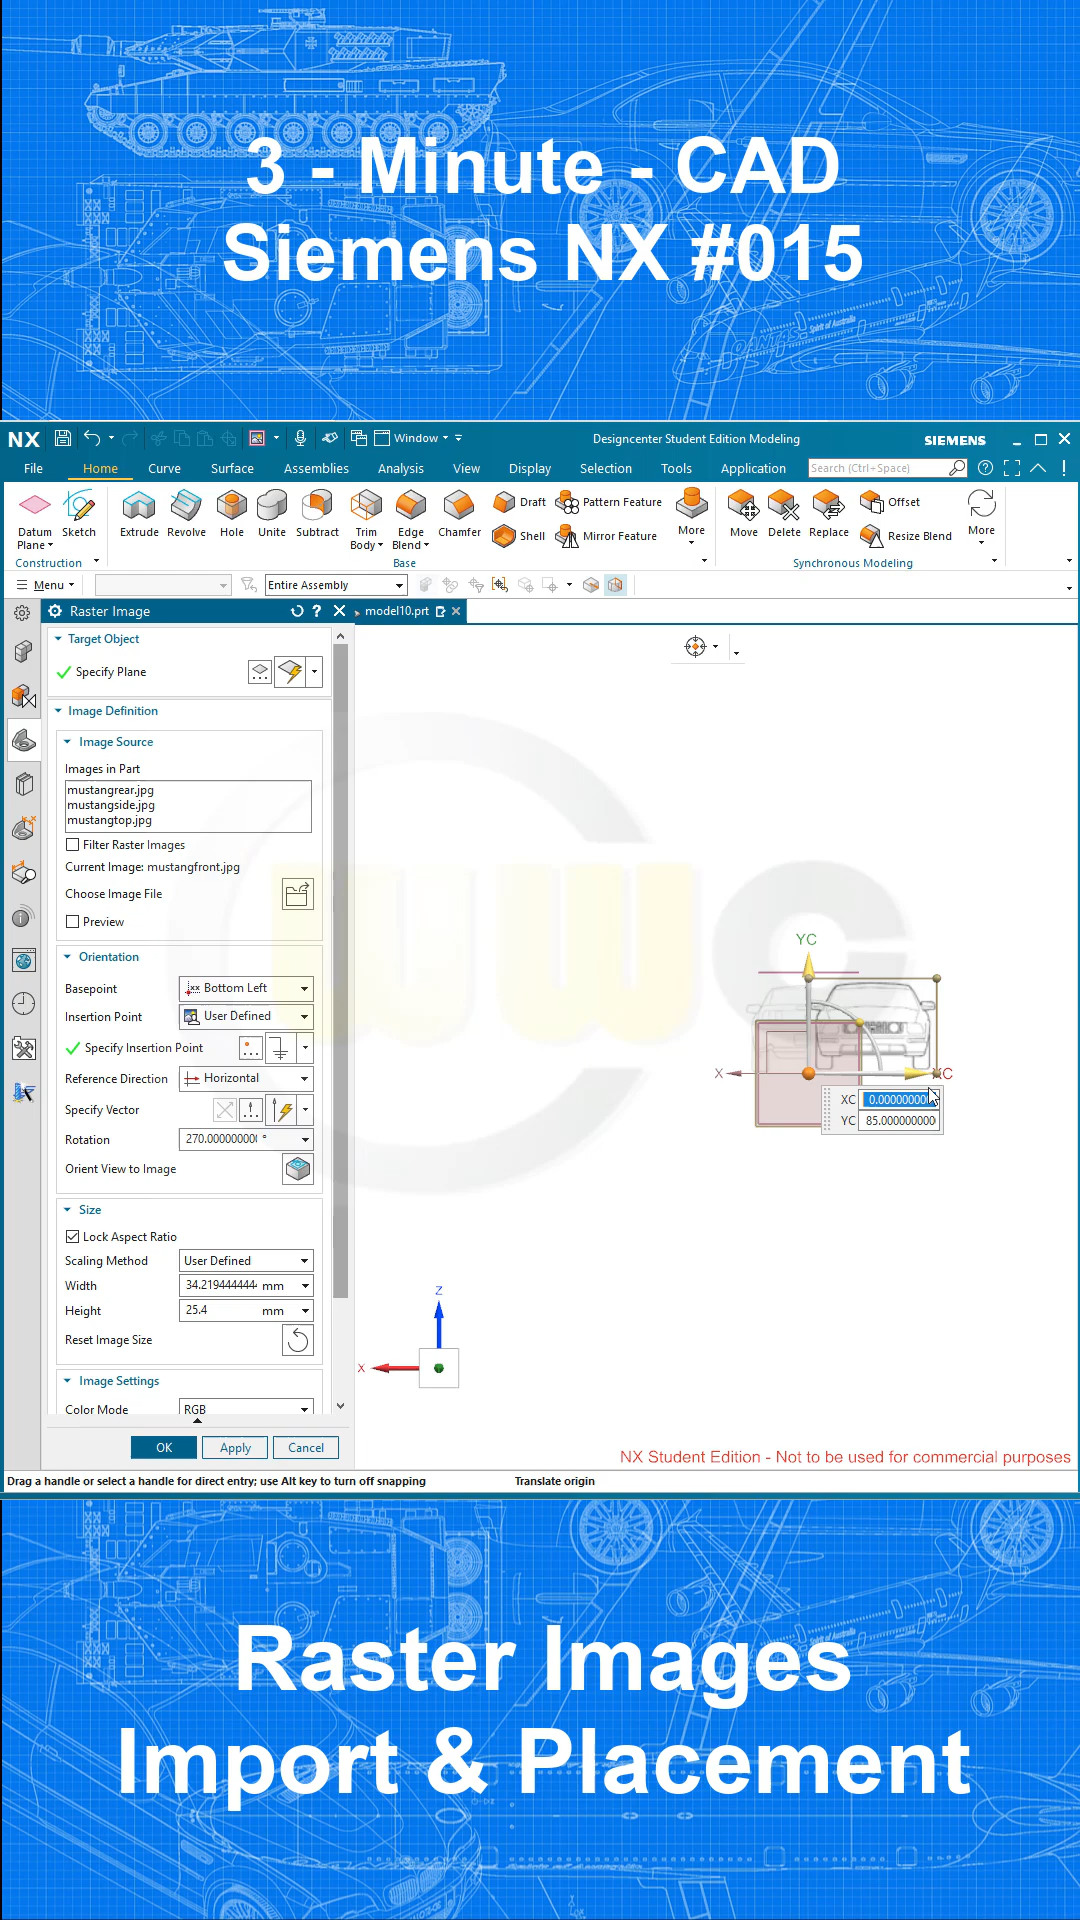 3 - Minute - CAD
Siemens NX #015
NX
Window
Designcenter Student Edition Modeling
SIEMENS
File
Home
Curve
Surface
Assemblies
Analysis
View
Display
Selection
Tools
Application
Search (Ctrl+Space)
Datum Plane
Sketch
Extrude
Revolve
Hole
Unite
Subtract
Trim Body
Edge Blend
Chamfer
Draft
Shell
Pattern Feature
Mirror Feature
More
Move
Delete
Replace
Offset
Resize Blend
More
Construction
Base
Synchronous Modeling
Menu
Entire Assembly
Raster Image
model10.prt
Target Object
Specify Plane
Image Definition
Image Source
Images in Part
mustangrear.jpg
mustangside.jpg
mustangtop.jpg
Filter Raster Images
Current Image: mustangfront.jpg
Choose Image File
Preview
Orientation
Basepoint
Bottom Left
Insertion Point
User Defined
Specify Insertion Point
Reference Direction
Horizontal
Specify Vector
Rotation
270.00000000 °
Orient View to Image
Size
Lock Aspect Ratio
Scaling Method
User Defined
Width
34.219444444 mm
Height
25.4 mm
Reset Image Size
Image Settings
Color Mode
RGB
OK
Apply
Cancel
YC
X
XC
XC 0.000000000
YC 85.000000000
Z
X
wwc
NX Student Edition - Not to be used for commercial purposes
Drag a handle or select a handle for direct entry; use Alt key to turn off snapping
Translate origin
Raster Images
Import & Placement